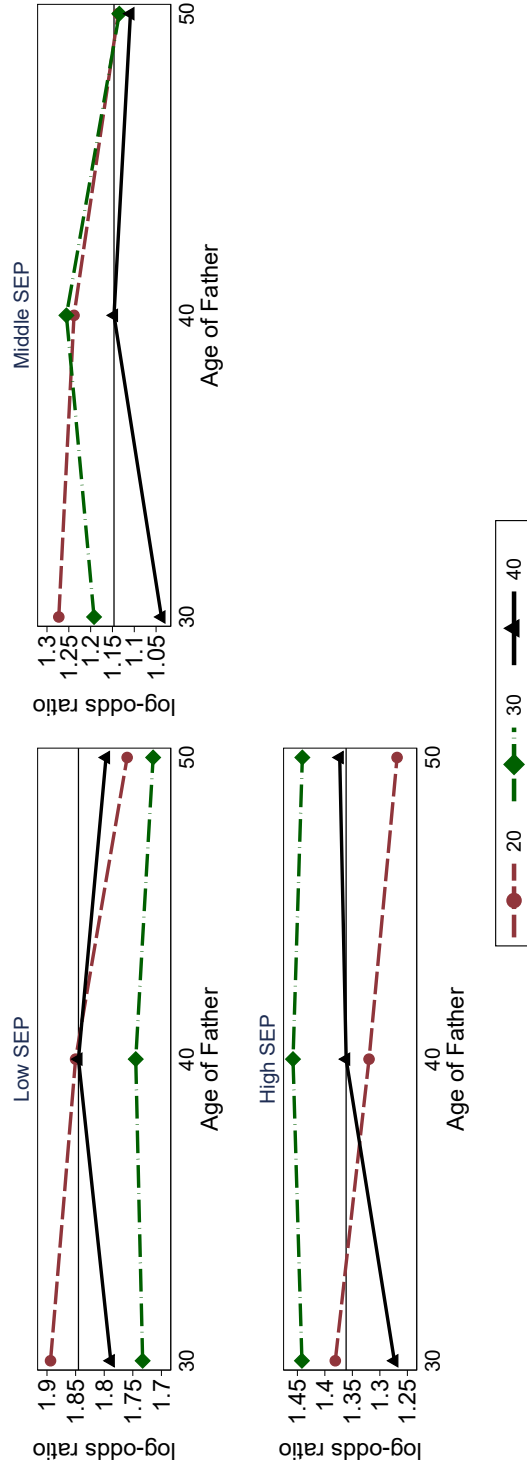 Low SEP
log-odds ratio
1.9
1.85
1.8
1.75
1.7
30 40 50
Age of Father
Middle SEP
log-odds ratio
1.3
1.25
1.2
1.15
1.1
1.05
30 40 50
Age of Father
High SEP
log-odds ratio
1.45
1.4
1.35
1.3
1.25
30 40 50
Age of Father
20 30 40